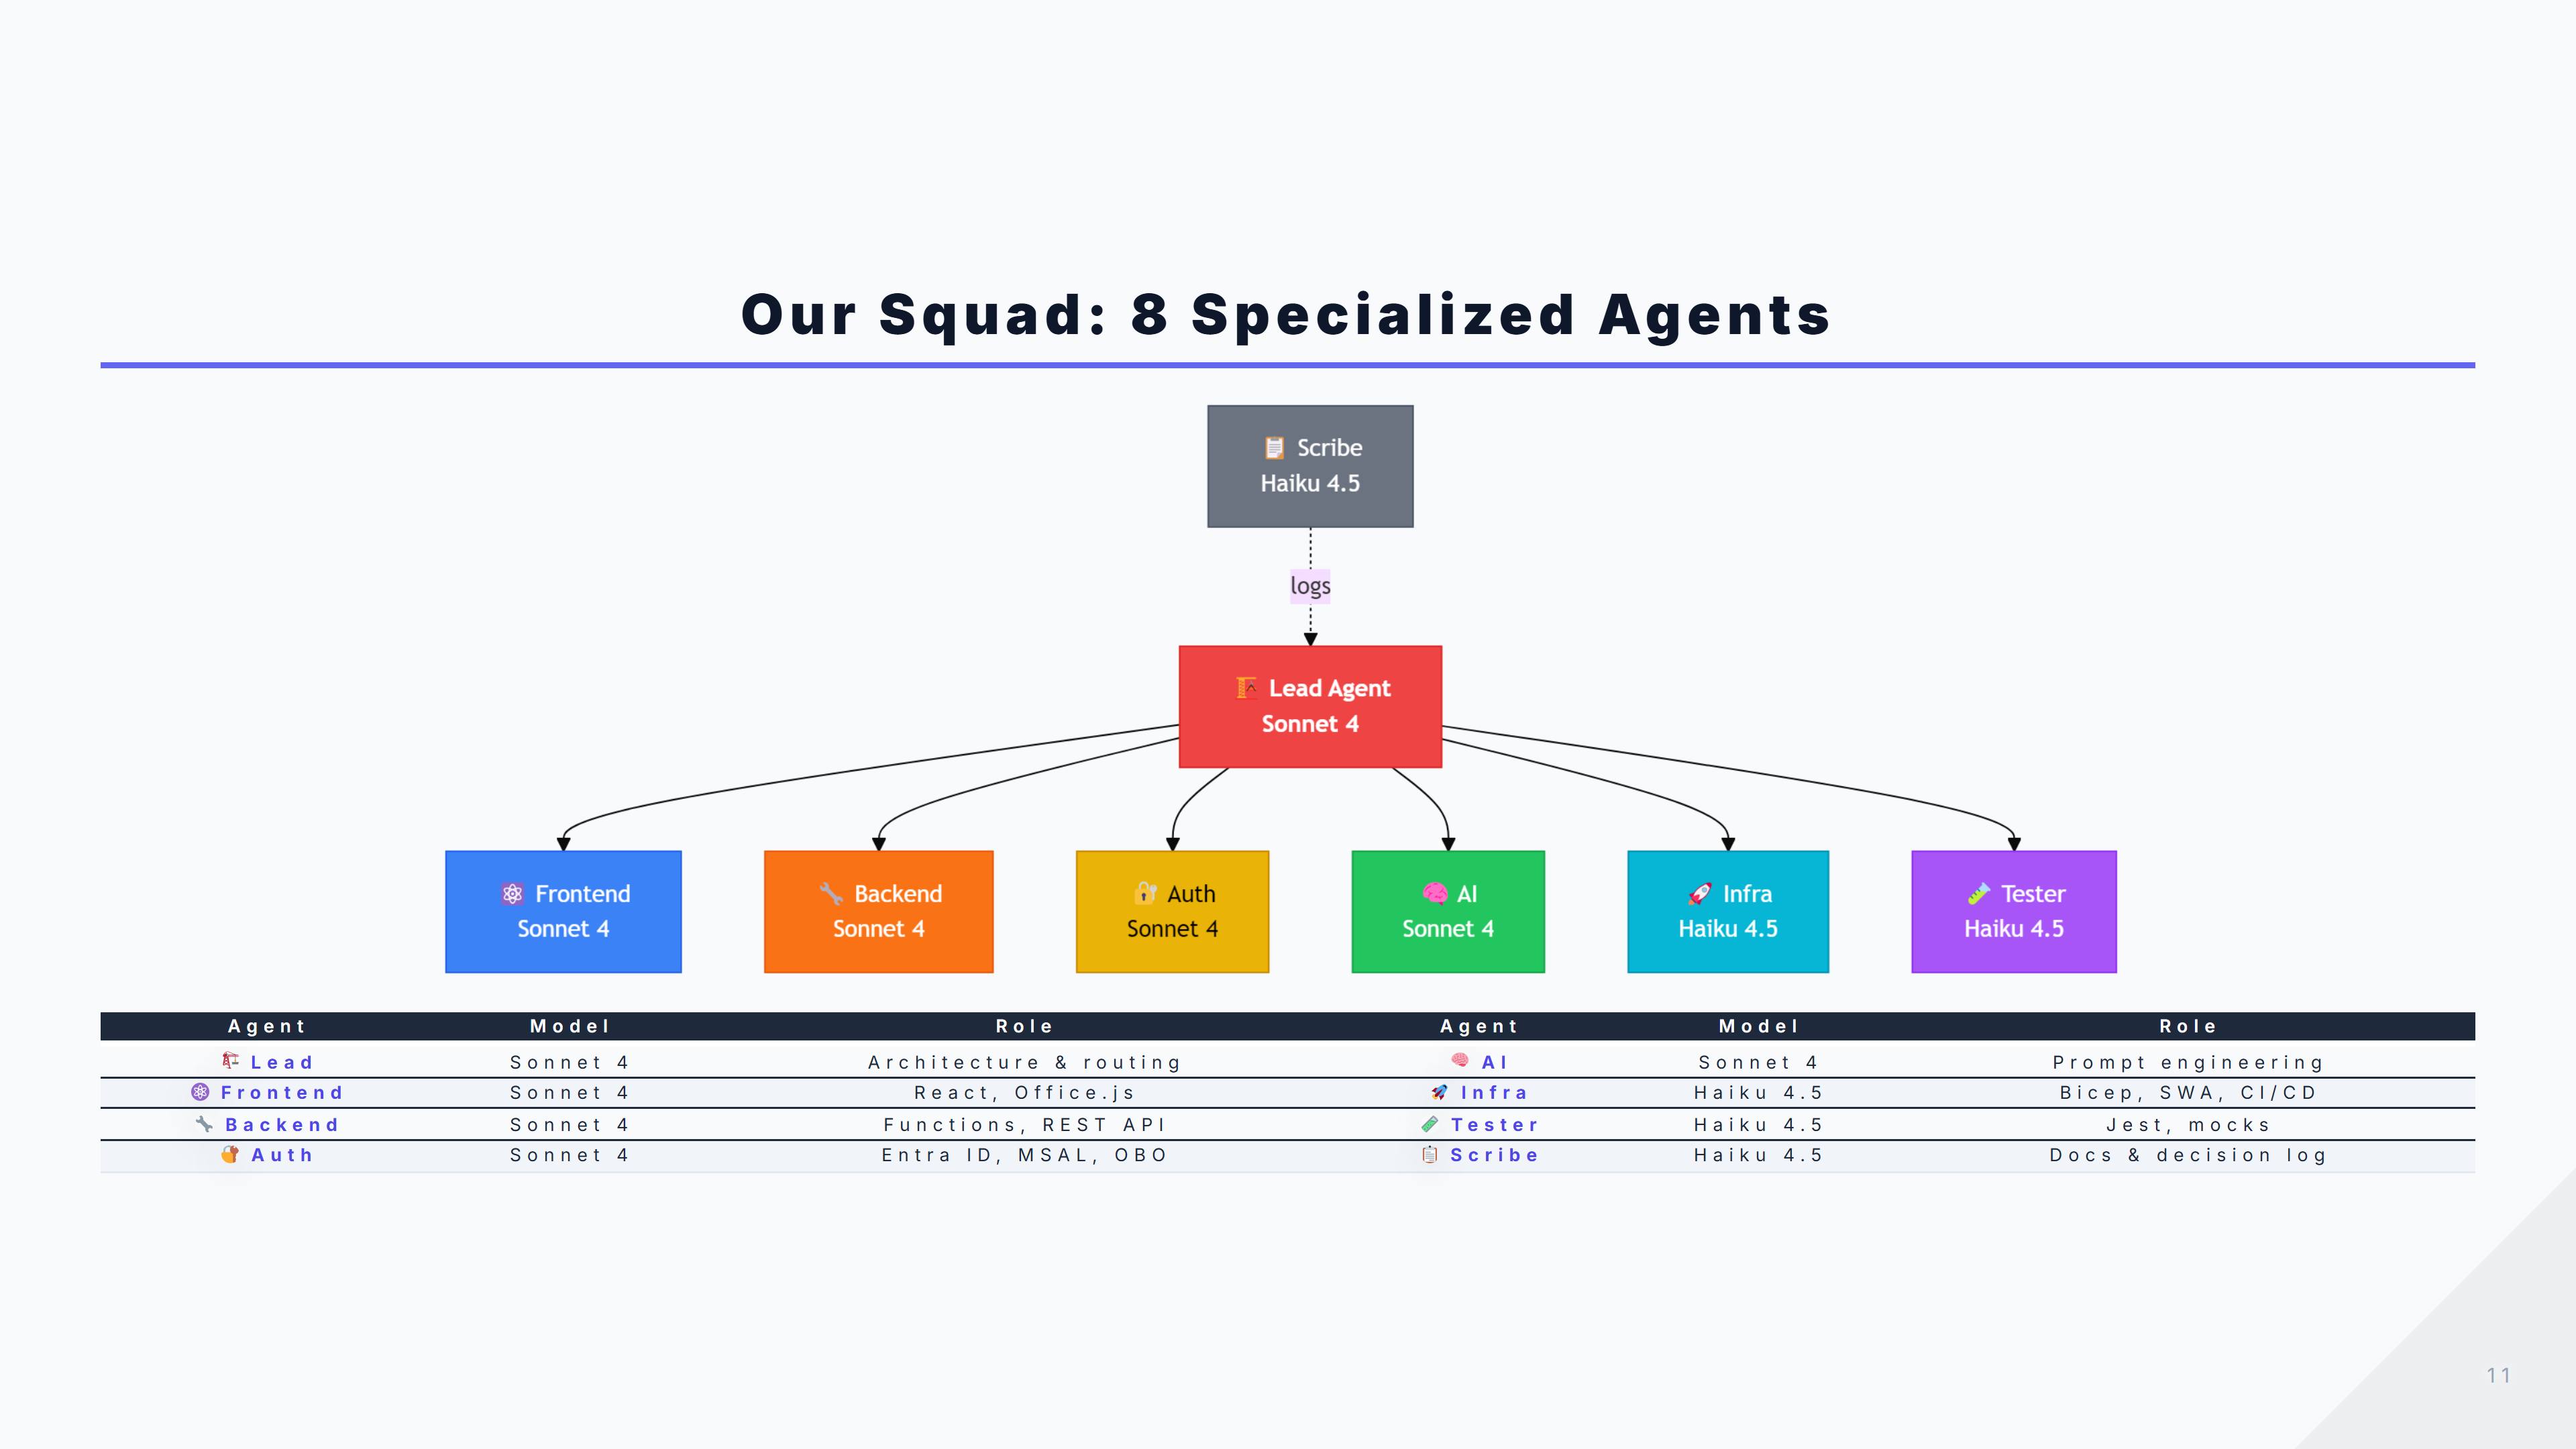 Our Squad: 8 Specialized Agents
📋 Scribe
Haiku 4.5
logs
🏗️ Lead Agent
Sonnet 4
⚛️ Frontend
Sonnet 4
🔧 Backend
Sonnet 4
🔐 Auth
Sonnet 4
🧠 AI
Sonnet 4
🚀 Infra
Haiku 4.5
🧪 Tester
Haiku 4.5
Agent Model Role Agent Model Role
🏗️ Lead Sonnet 4 Architecture & routing 🧠 AI Sonnet 4 Prompt engineering
⚛️ Frontend Sonnet 4 React, Office.js 🚀 Infra Haiku 4.5 Bicep, SWA, CI/CD
🔧 Backend Sonnet 4 Functions, REST API 🧪 Tester Haiku 4.5 Jest, mocks
🔐 Auth Sonnet 4 Entra ID, MSAL, OBO 📋 Scribe Haiku 4.5 Docs & decision log
11